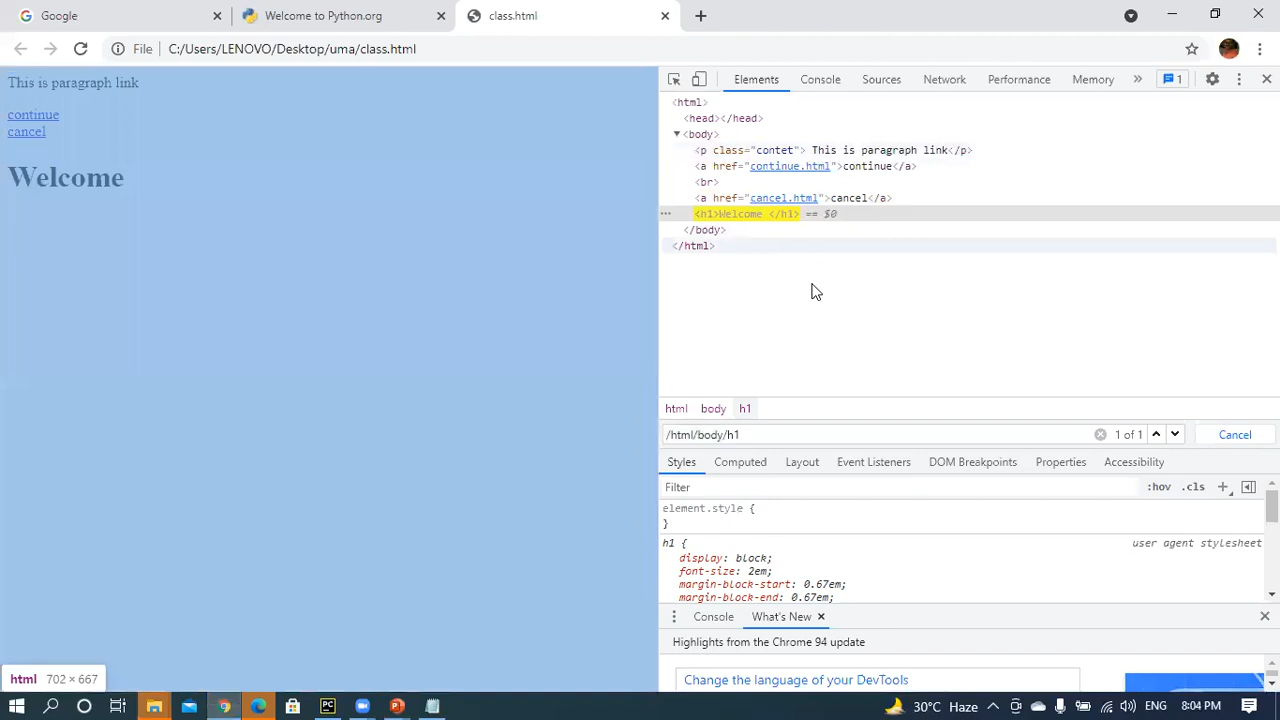 Google
Welcome to Python.org
class.html
File
C:/Users/LENOVO/Desktop/uma/class.html
This is paragraph link
continue
cancel
Welcome
html 702 × 667
Elements Console Sources Network Performance Memory » 1
<html>
<head></head>
<body>
<p class="contet"> This is paragraph link</p>
<a href="continue.html">continue</a>
<br>
<a href="cancel.html">cancel</a>
<h1>Welcome </h1> == $0
</body>
</html>
html body h1
/html/body/h1 1 of 1 Cancel
Styles Computed Layout Event Listeners DOM Breakpoints Properties Accessibility
Filter :hov .cls
element.style {
}
h1 { user agent stylesheet
display: block;
font-size: 2em;
margin-block-start: 0.67em;
margin-block-end: 0.67em;
Console What's New
Highlights from the Chrome 94 update
Change the language of your DevTools
PC
30°C Haze ENG 8:04 PM